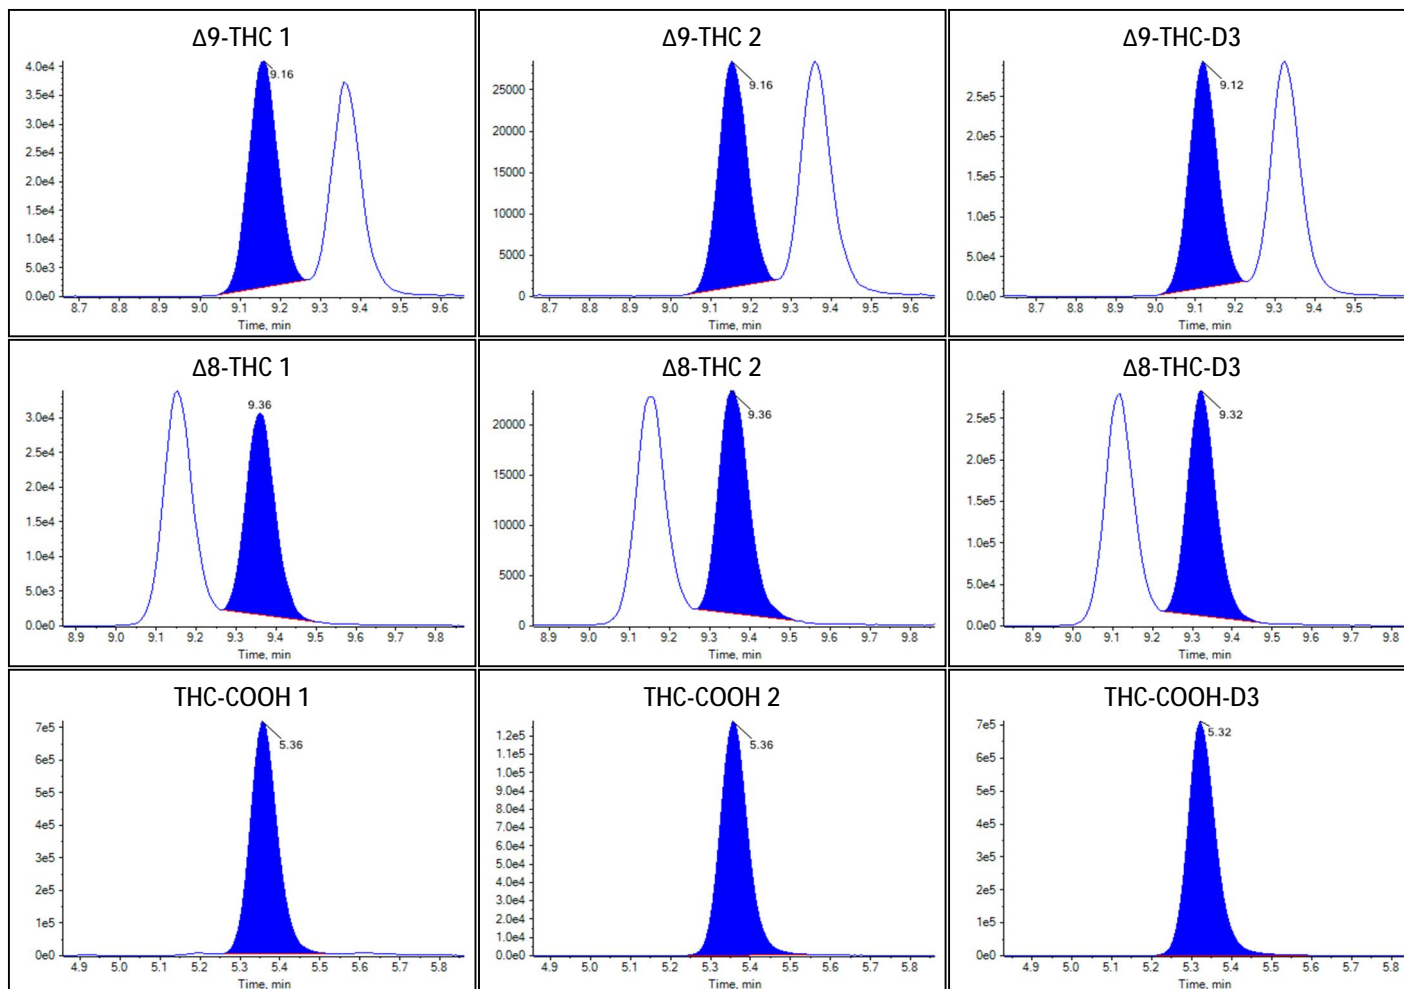 Δ9-THC 1
4.0e4
3.5e4
3.0e4
2.5e4
2.0e4
1.5e4
1.0e4
5.0e3
0.0e0
9.16
8.7 8.8 8.9 9.0 9.1 9.2 9.3 9.4 9.5 9.6
Time, min
Δ9-THC 2
25000
20000
15000
10000
5000
0
9.16
8.7 8.8 8.9 9.0 9.1 9.2 9.3 9.4 9.5 9.6
Time, min
Δ9-THC-D3
2.5e5
2.0e5
1.5e5
1.0e5
5.0e4
0.0e0
9.12
8.7 8.8 8.9 9.0 9.1 9.2 9.3 9.4 9.5
Time, min
Δ8-THC 1
3.0e4
2.5e4
2.0e4
1.5e4
1.0e4
5.0e3
0.0e0
9.36
8.9 9.0 9.1 9.2 9.3 9.4 9.5 9.6 9.7 9.8
Time, min
Δ8-THC 2
20000
15000
10000
5000
0
9.36
8.9 9.0 9.1 9.2 9.3 9.4 9.5 9.6 9.7 9.8
Time, min
Δ8-THC-D3
2.5e5
2.0e5
1.5e5
1.0e5
5.0e4
0.0e0
9.32
8.9 9.0 9.1 9.2 9.3 9.4 9.5 9.6 9.7 9.8
Time, min
THC-COOH 1
7e5
6e5
5e5
4e5
3e5
2e5
1e5
0e0
5.36
4.9 5.0 5.1 5.2 5.3 5.4 5.5 5.6 5.7 5.8
Time, min
THC-COOH 2
1.2e5
1.1e5
1.0e5
9.0e4
8.0e4
7.0e4
6.0e4
5.0e4
4.0e4
3.0e4
2.0e4
1.0e4
0.0e0
5.36
4.9 5.0 5.1 5.2 5.3 5.4 5.5 5.6 5.7 5.8
Time, min
THC-COOH-D3
7e5
6e5
5e5
4e5
3e5
2e5
1e5
0e0
5.32
4.9 5.0 5.1 5.2 5.3 5.4 5.5 5.6 5.7 5.8
Time, min